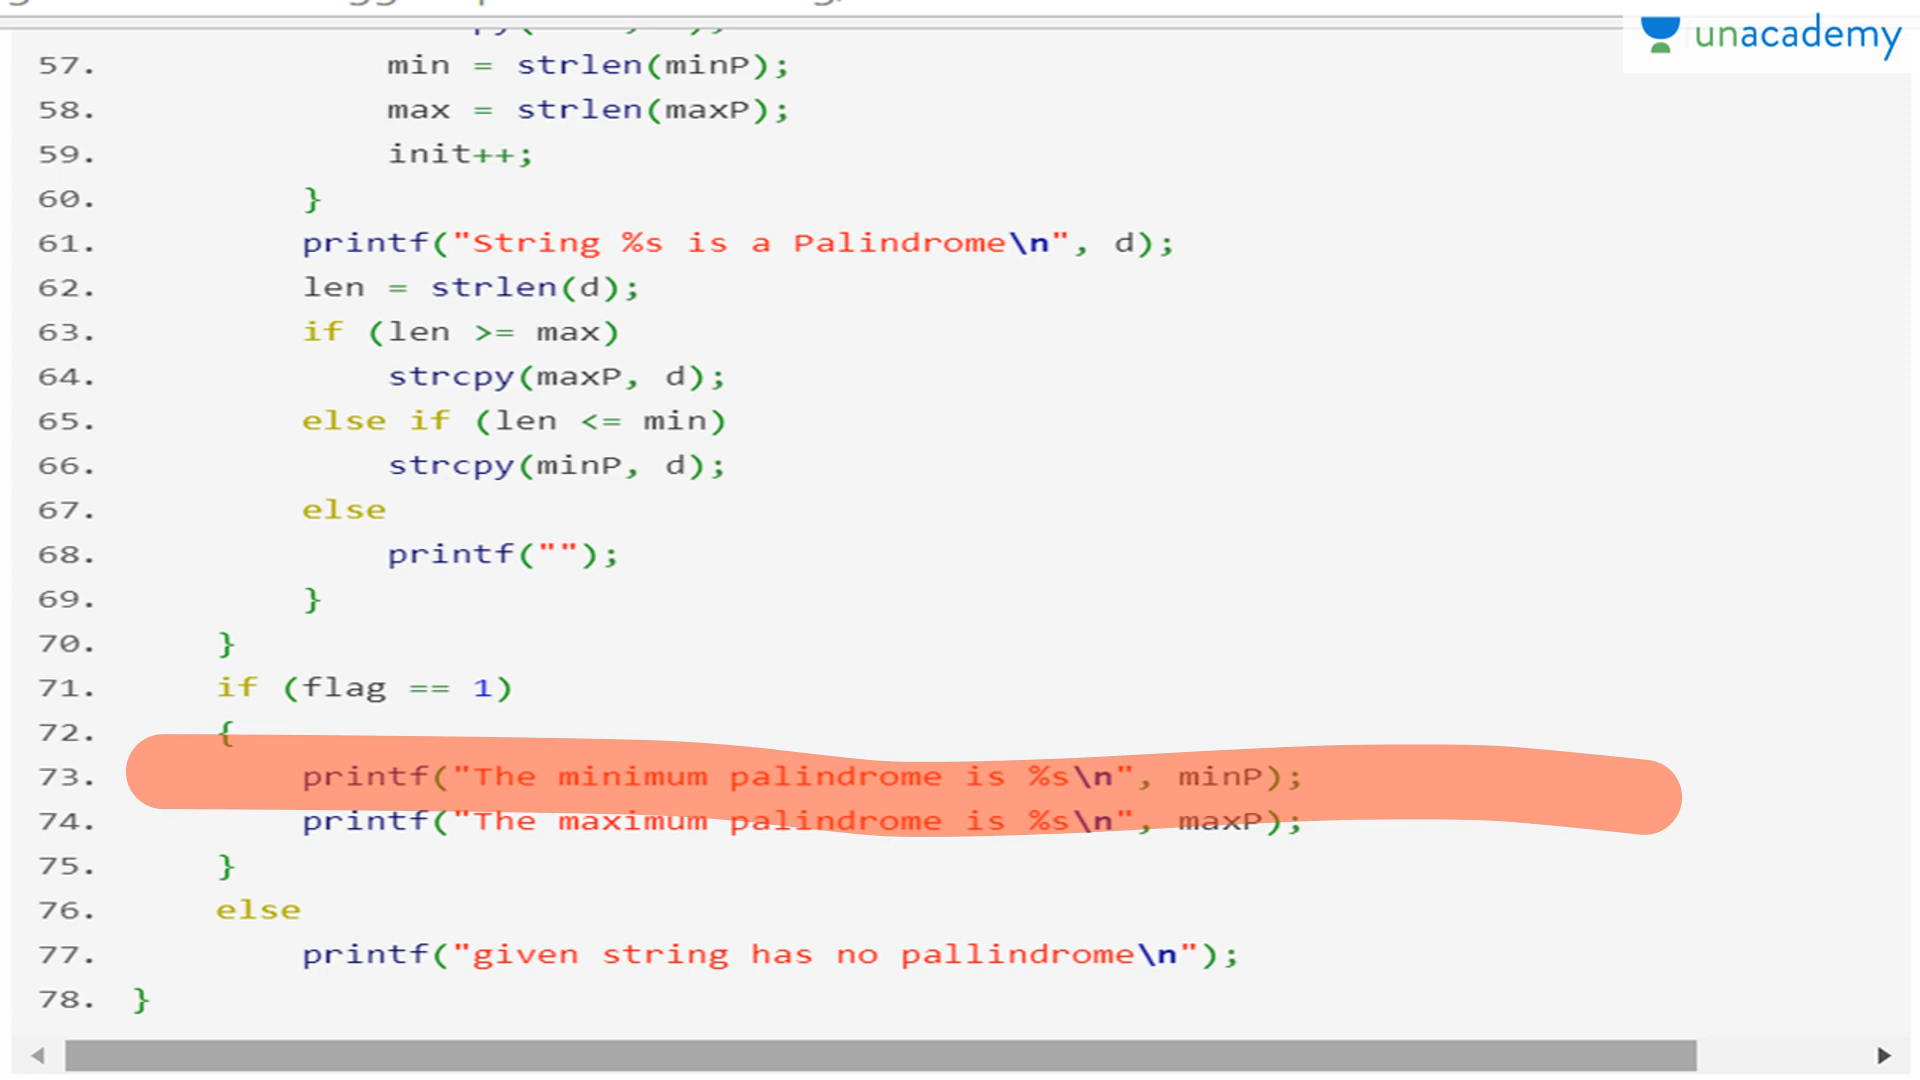 unacademy
57. min = strlen(minP);
58. max = strlen(maxP);
59. init++;
60. }
61. printf("String %s is a Palindrome\n", d);
62. len = strlen(d);
63. if (len >= max)
64. strcpy(maxP, d);
65. else if (len <= min)
66. strcpy(minP, d);
67. else
68. printf("");
69. }
70. }
71. if (flag == 1)
72. {
73. printf("The minimum palindrome is %s\n", minP);
74. printf("The maximum palindrome is %s\n", maxP);
75. }
76. else
77. printf("given string has no pallindrome\n");
78. }